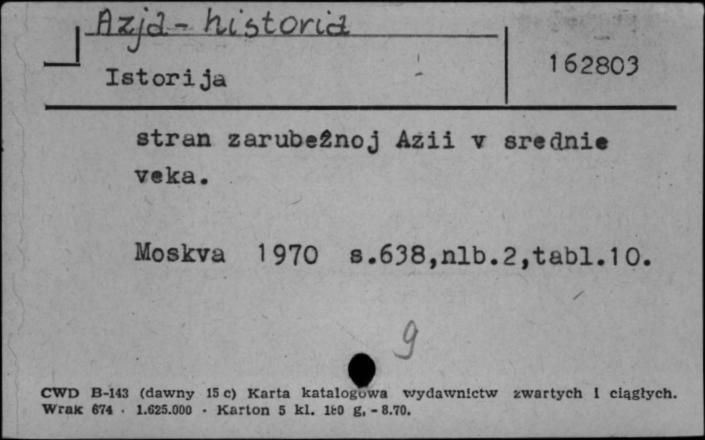 Azja - historia
Istorija
162803
stran zarubežnoj Azii v srednie
veka.
Moskva 1970 s.638,nlb.2,tabl.10.
9
CWD B-143 (dawny 15 c) Karta katalogowa wydawnictw zwartych i ciągłych.
Wrak 674 · 1.625.000 · Karton 5 kl. 180 g, - 8.70.